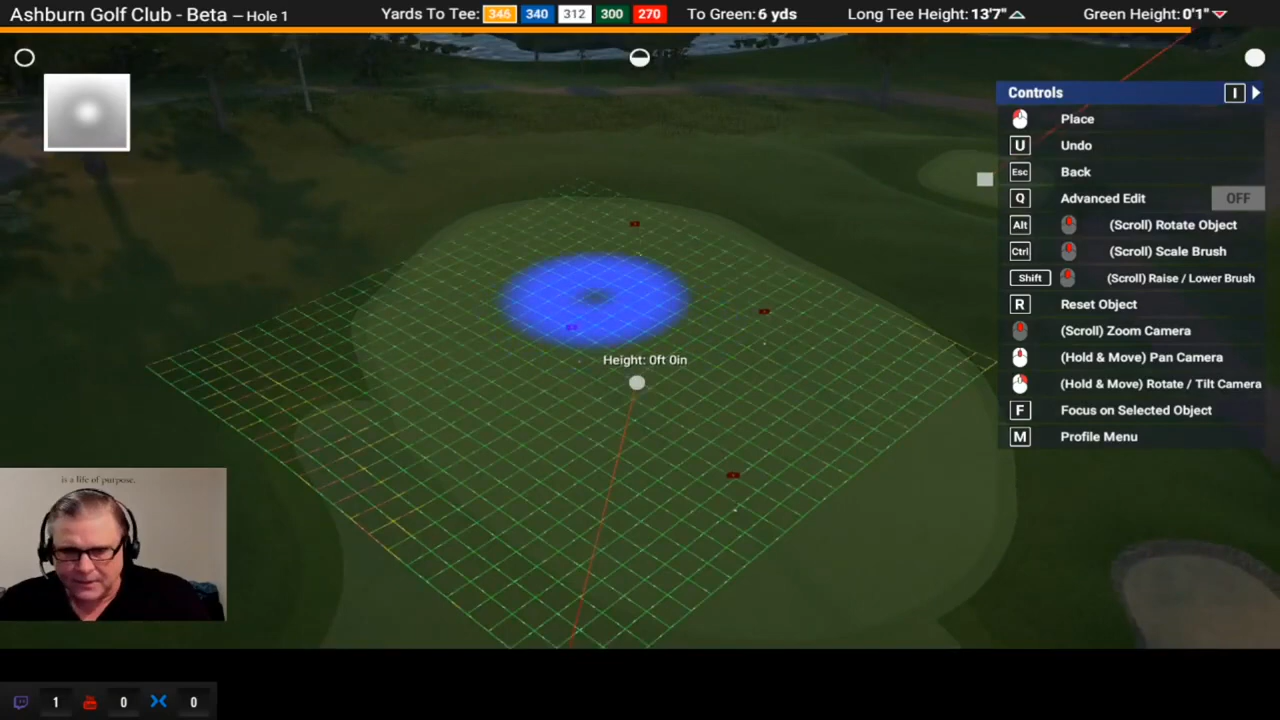 Ashburn Golf Club - Beta — Hole 1 Yards To Tee: 346 340 312 300 270 To Green: 6 yds Long Tee Height: 13'7" Green Height: 0'1"
Controls I
Place
U Undo
Esc Back
Q Advanced Edit OFF
Alt (Scroll) Rotate Object
Ctrl (Scroll) Scale Brush
Shift (Scroll) Raise / Lower Brush
R Reset Object
(Scroll) Zoom Camera
(Hold & Move) Pan Camera
(Hold & Move) Rotate / Tilt Camera
F Focus on Selected Object
M Profile Menu
Height: 0ft 0in
is a life of purpose.
1 0 0